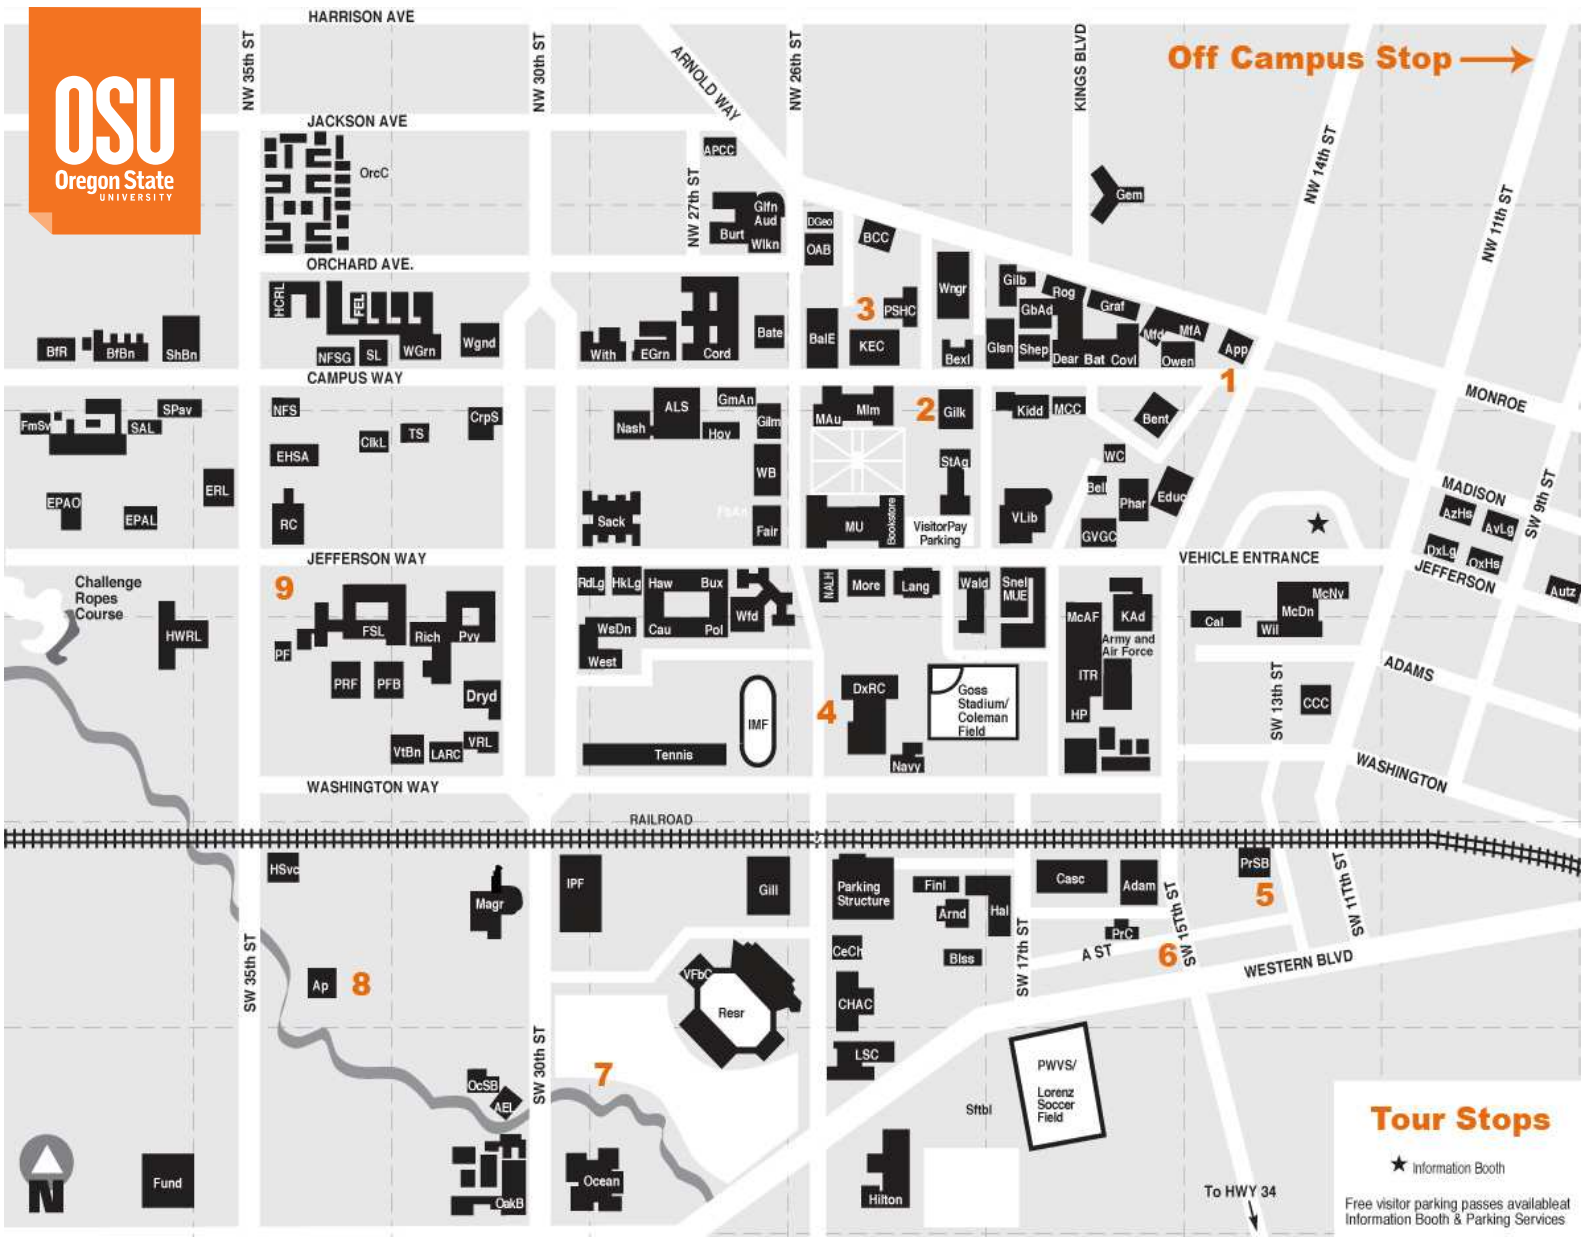 HARRISON AVE
OSU
Oregon State
UNIVERSITY
NW 35th ST
NW 30th ST
ARNOLD WAY
NW 26th ST
KINGS BLVD
Off Campus Stop
NW 14th ST
NW 11th ST
JACKSON AVE
OrcC
APCC
NW 27th ST
Glfn
Aud
Burt
Wlkn
DGeo
OAB
BCC
Gem
ORCHARD AVE.
HCRL
FEL
NFSG
SL
WGrn
Wgnd
BfR
BfBn
ShBn
With
EGrn
Cord
Bate
BalE
3
PSHC
KEC
Wngr
Bexl
Gilb
GbAd
Rog
Graf
Glsn
Shep
Dear
Bat
Covl
Mfd
MfA
Owen
App
1
MONROE
CAMPUS WAY
FmSv
SPav
SAL
NFS
EHSA
ClkL
TS
CrpS
ALS
Nash
GmAn
Hov
Gilm
WB
MAu
MIm
2
Gilk
StAg
Kidd
MCC
Bent
WC
Bell
Phar
Educ
GVGC
VLib
EPAO
EPAL
ERL
RC
Sack
Fair
MU
Bookstore
VisitorPay
Parking
MADISON
SW 9th ST
AzHs
AvLg
DxLg
OxHs
JEFFERSON
Autz
JEFFERSON WAY
VEHICLE ENTRANCE
Challenge
Ropes
Course
9
HWRL
FSL
Rich
Pvy
PF
PRF
PFB
Dryd
VtBn
LARC
VRL
RdLg
HkLg
Haw
Bux
WsDn
Cau
Pol
Wfd
West
NALH
More
Lang
Wald
Snel
MUE
McAF
KAd
Army and
Air Force
ITR
HP
Cal
McNv
McDn
Wil
ADAMS
SW 13th ST
CCC
IMF
Tennis
4
DxRC
Navy
Goss
Stadium/
Coleman
Field
WASHINGTON
WASHINGTON WAY
RAILROAD
HSvc
Magr
IPF
Gill
Parking
Structure
Finl
Arnd
Hal
Blss
CeCh
CHAC
LSC
Casc
Adam
PrC
PrSB
5
A ST
6
SW 17th ST
SW 15Tth ST
SW 11Tth ST
WESTERN BLVD
SW 35th ST
Ap
8
VFbC
Resr
SW 30th ST
7
OcSB
AEL
OakB
Ocean
Fund
N
PWVS/
Lorenz
Soccer
Field
Sftbl
Hilton
To HWY 34
Tour Stops
Information Booth
Free visitor parking passes availableat
Information Booth & Parking Services